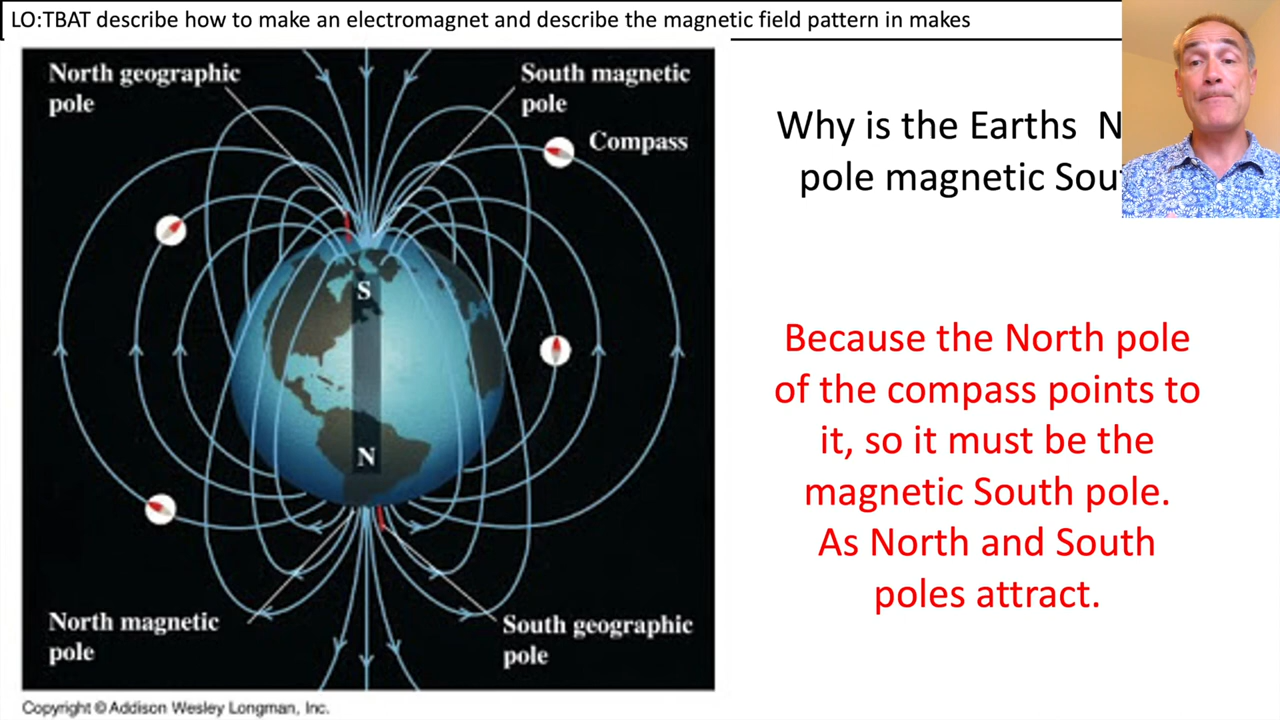 LO:TBAT describe how to make an electromagnet and describe the magnetic field pattern in makes
North geographic
pole
South magnetic
pole
Compass
S
N
North magnetic
pole
South geographic
pole
Copyright © Addison Wesley Longman, Inc.
Why is the Earths
pole magnetic
Because the North pole
of the compass points to
it, so it must be the
magnetic South pole.
As North and South
poles attract.